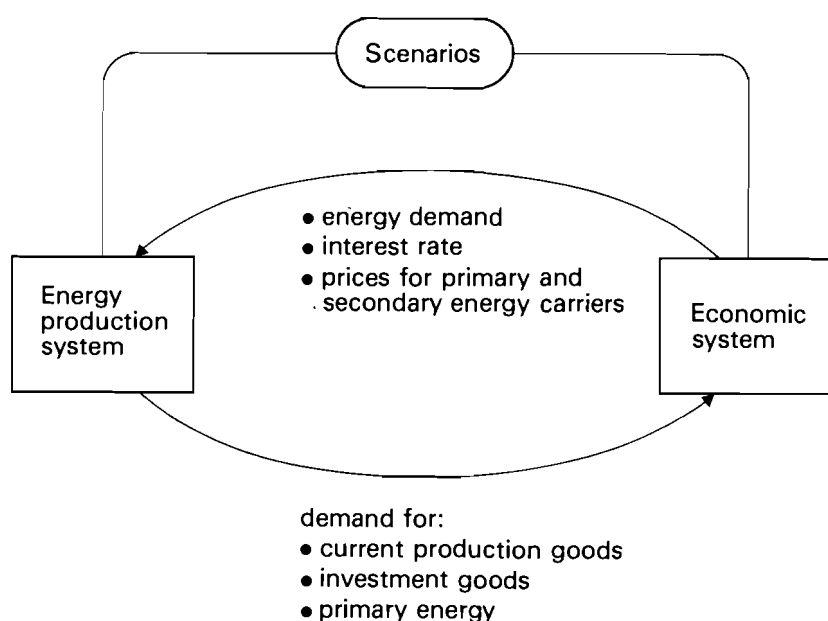 Scenarios
• energy demand
• interest rate
• prices for primary and
secondary energy carriers
Energy
production
system
Economic
system
demand for:
• current production goods
• investment goods
• primary energy